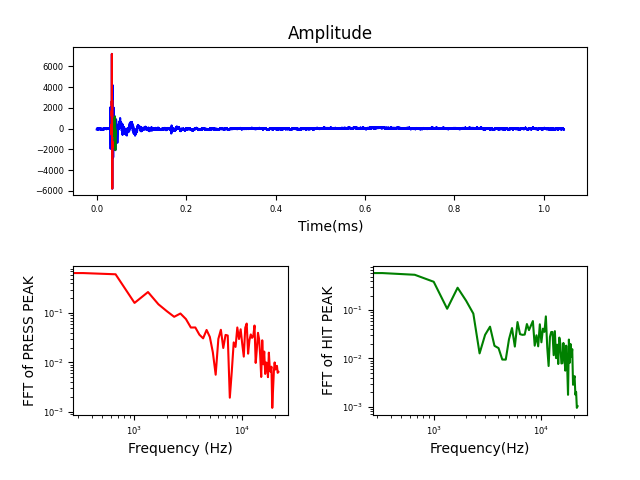 Amplitude
6000
4000
2000
0
−2000
−4000
−6000
0.0 0.2 0.4 0.6 0.8 1.0
Time(ms)
FFT of PRESS PEAK
10⁻¹
10⁻²
10⁻³
10³ 10⁴
Frequency (Hz)
FFT of HIT PEAK
10⁻¹
10⁻²
10⁻³
10³ 10⁴
Frequency(Hz)